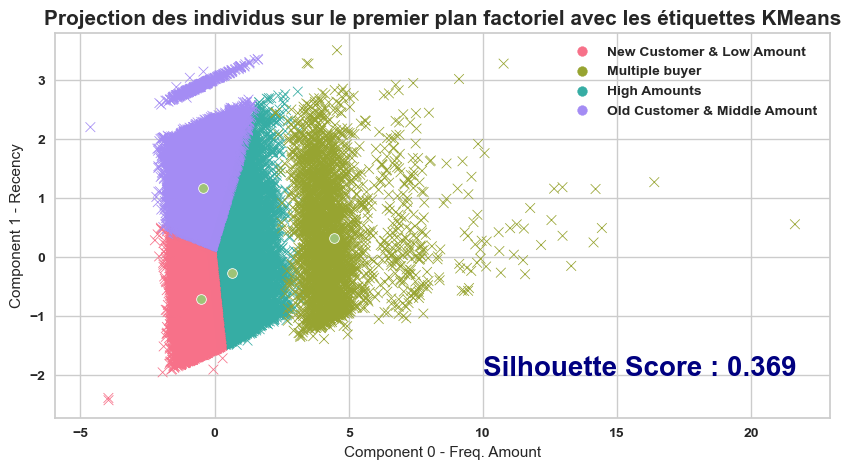 Projection des individus sur le premier plan factoriel avec les étiquettes KMeans
New Customer & Low Amount
Multiple buyer
High Amounts
Old Customer & Middle Amount
3
2
1
0
−1
−2
Component 1 - Recency
Silhouette Score : 0.369
−5
0
5
10
15
20
Component 0 - Freq. Amount